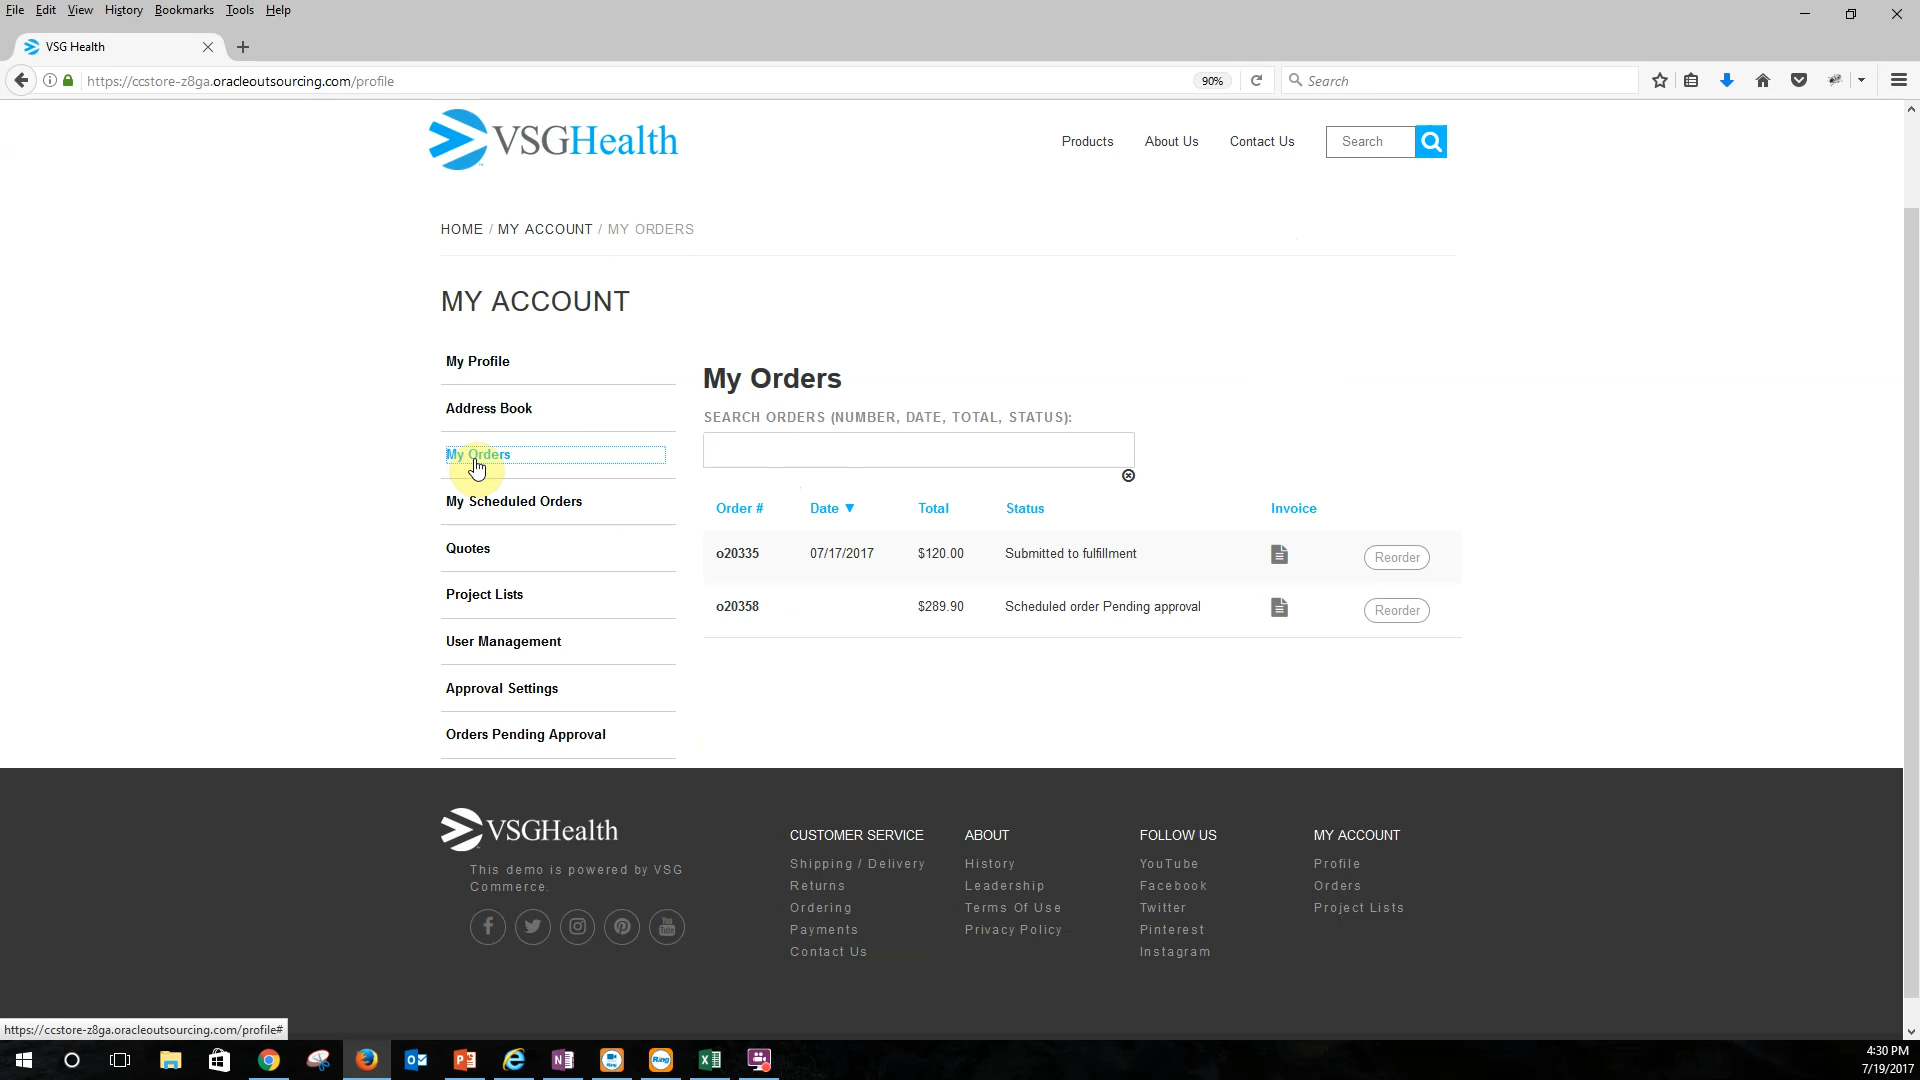 File Edit View History Bookmarks Tools Help
VSG Health
https://ccstore-z8ga.oracleoutsourcing.com/profile
90%
Search
VSGHealth
Products
About Us
Contact Us
Search
HOME / MY ACCOUNT / MY ORDERS
MY ACCOUNT
My Profile
Address Book
My Orders
My Scheduled Orders
Quotes
Project Lists
User Management
Approval Settings
Orders Pending Approval
My Orders
SEARCH ORDERS (NUMBER, DATE, TOTAL, STATUS):
Order # Date ▼ Total Status Invoice
o20335 07/17/2017 $120.00 Submitted to fulfillment Reorder
o20358 $289.90 Scheduled order Pending approval Reorder
VSGHealth
This demo is powered by VSG
Commerce.
You
Tube
CUSTOMER SERVICE
Shipping / Delivery
Returns
Ordering
Payments
Contact Us
ABOUT
History
Leadership
Terms Of Use
Privacy Policy
FOLLOW US
YouTube
Facebook
Twitter
Pinterest
Instagram
MY ACCOUNT
Profile
Orders
Project Lists
https://ccstore-z8ga.oracleoutsourcing.com/profile#
Ring
4:30 PM
7/19/2017